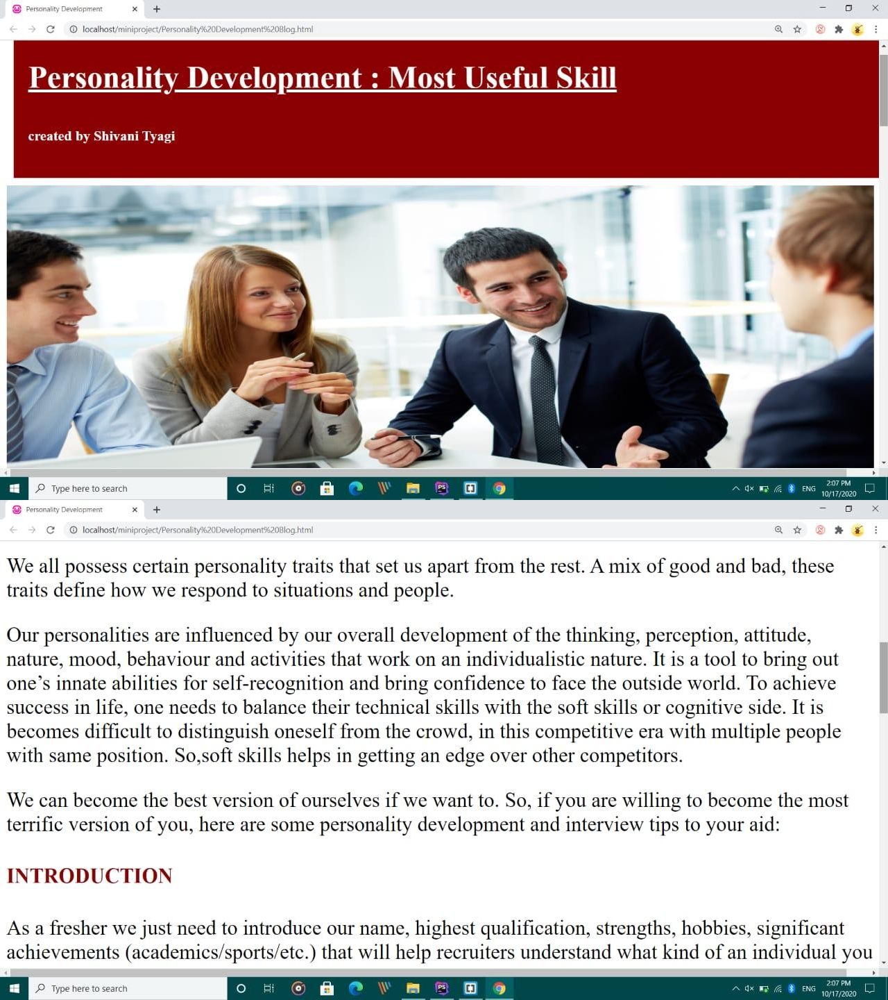 Personality Development
localhost/miniproject/Personality%20Development%20Blog.html
Personality Development : Most Useful Skill
created by Shivani Tyagi
Type here to search
PS
ENG
2:07 PM
10/17/2020
Personality Development
localhost/miniproject/Personality%20Development%20Blog.html
We all possess certain personality traits that set us apart from the rest. A mix of good and bad, these
traits define how we respond to situations and people.
Our personalities are influenced by our overall development of the thinking, perception, attitude,
nature, mood, behaviour and activities that work on an individualistic nature. It is a tool to bring out
one’s innate abilities for self-recognition and bring confidence to face the outside world. To achieve
success in life, one needs to balance their technical skills with the soft skills or cognitive side. It is
becomes difficult to distinguish oneself from the crowd, in this competitive era with multiple people
with same position. So,soft skills helps in getting an edge over other competitors.
We can become the best version of ourselves if we want to. So, if you are willing to become the most
terrific version of you, here are some personality development and interview tips to your aid:
INTRODUCTION
As a fresher we just need to introduce our name, highest qualification, strengths, hobbies, significant
achievements (academics/sports/etc.) that will help recruiters understand what kind of an individual you
Type here to search
PS
ENG
2:07 PM
10/17/2020